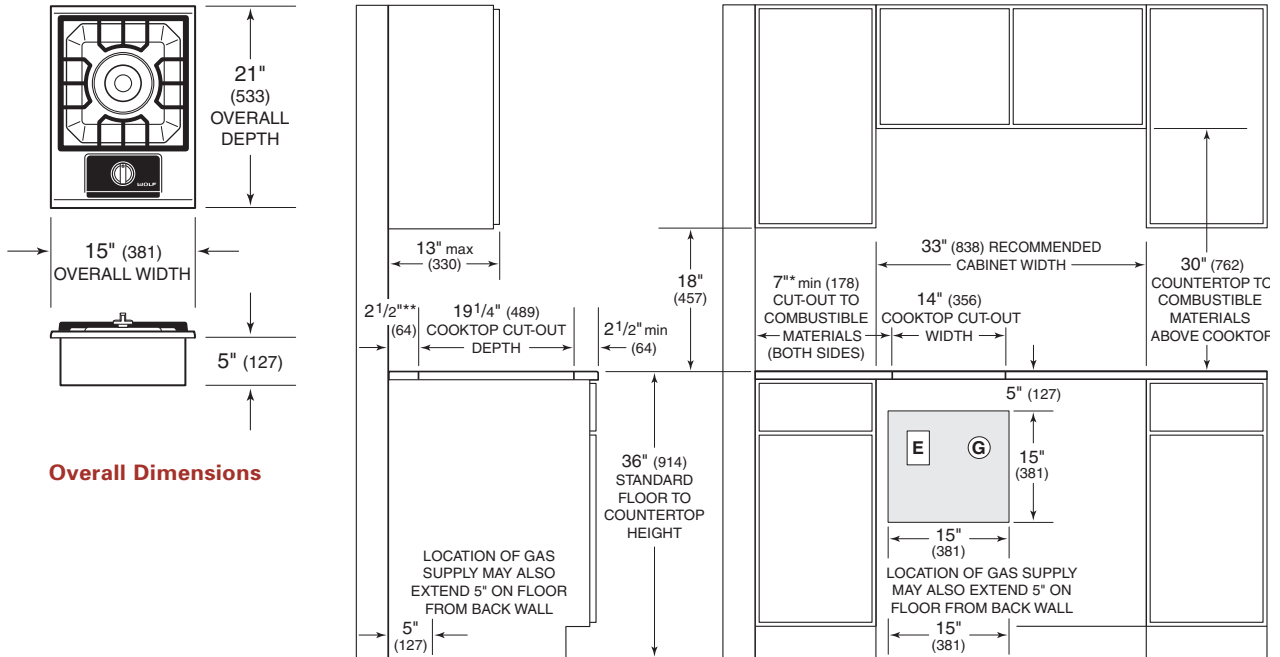 21"
(533)
OVERALL
DEPTH
WOLF
15" (381)
OVERALL WIDTH
5" (127)
Overall Dimensions
13" max
(330)
18"
(457)
2 1/2"**
(64)
19 1/4" (489)
COOKTOP CUT-OUT
DEPTH
2 1/2" min
(64)
36" (914)
STANDARD
FLOOR TO
COUNTERTOP
HEIGHT
LOCATION OF GAS
SUPPLY MAY ALSO
EXTEND 5" ON FLOOR
FROM BACK WALL
5"
(127)
33" (838) RECOMMENDED
CABINET WIDTH
7"* min (178)
CUT-OUT TO
COMBUSTIBLE
MATERIALS
(BOTH SIDES)
14" (356)
COOKTOP CUT-OUT
WIDTH
30" (762)
COUNTERTOP TO
COMBUSTIBLE
MATERIALS
ABOVE COOKTOP
5" (127)
E
G
15"
(381)
15"
(381)
LOCATION OF GAS SUPPLY
MAY ALSO EXTEND 5" ON
FLOOR FROM BACK WALL
15"
(381)